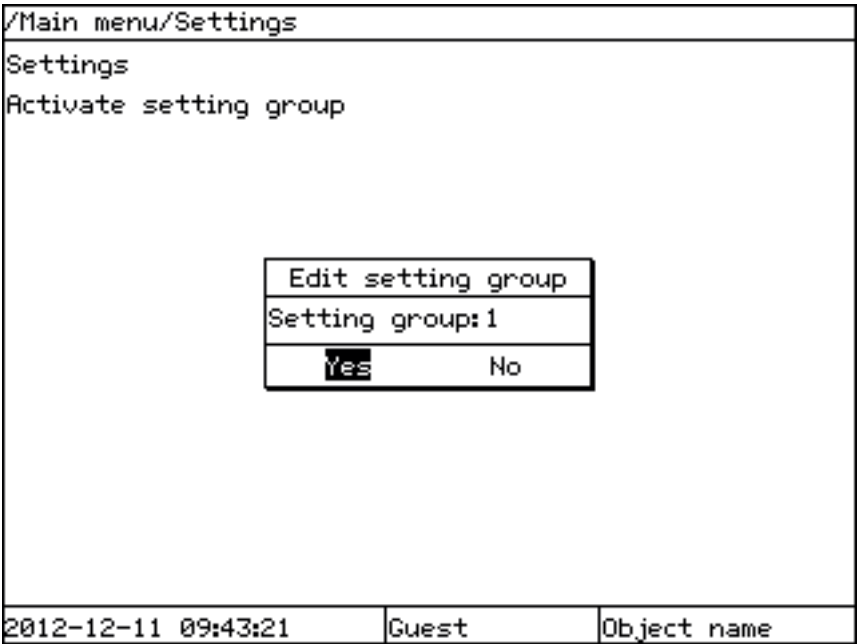 /Main menu/Settings
Settings
Activate setting group
Edit setting group
Setting group:1
Yes No
2012-12-11 09:43:21 Guest Object name